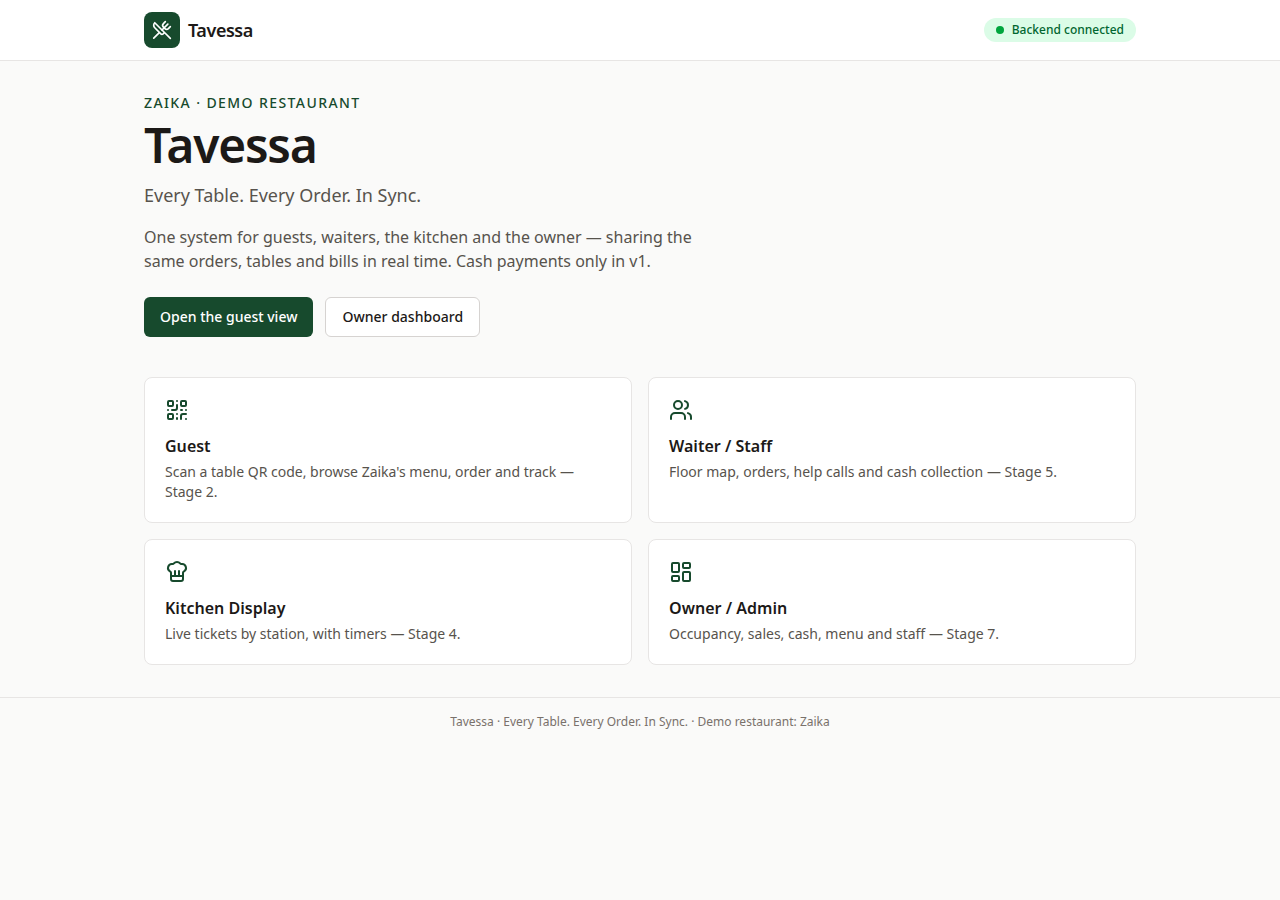 Tavessa
Backend connected
ZAIKA · DEMO RESTAURANT
Tavessa
Every Table. Every Order. In Sync.
One system for guests, waiters, the kitchen and the owner — sharing the
same orders, tables and bills in real time. Cash payments only in v1.
Open the guest view
Owner dashboard
Guest
Scan a table QR code, browse Zaika's menu, order and track —
Stage 2.
Waiter / Staff
Floor map, orders, help calls and cash collection — Stage 5.
Kitchen Display
Live tickets by station, with timers — Stage 4.
Owner / Admin
Occupancy, sales, cash, menu and staff — Stage 7.
Tavessa · Every Table. Every Order. In Sync. · Demo restaurant: Zaika